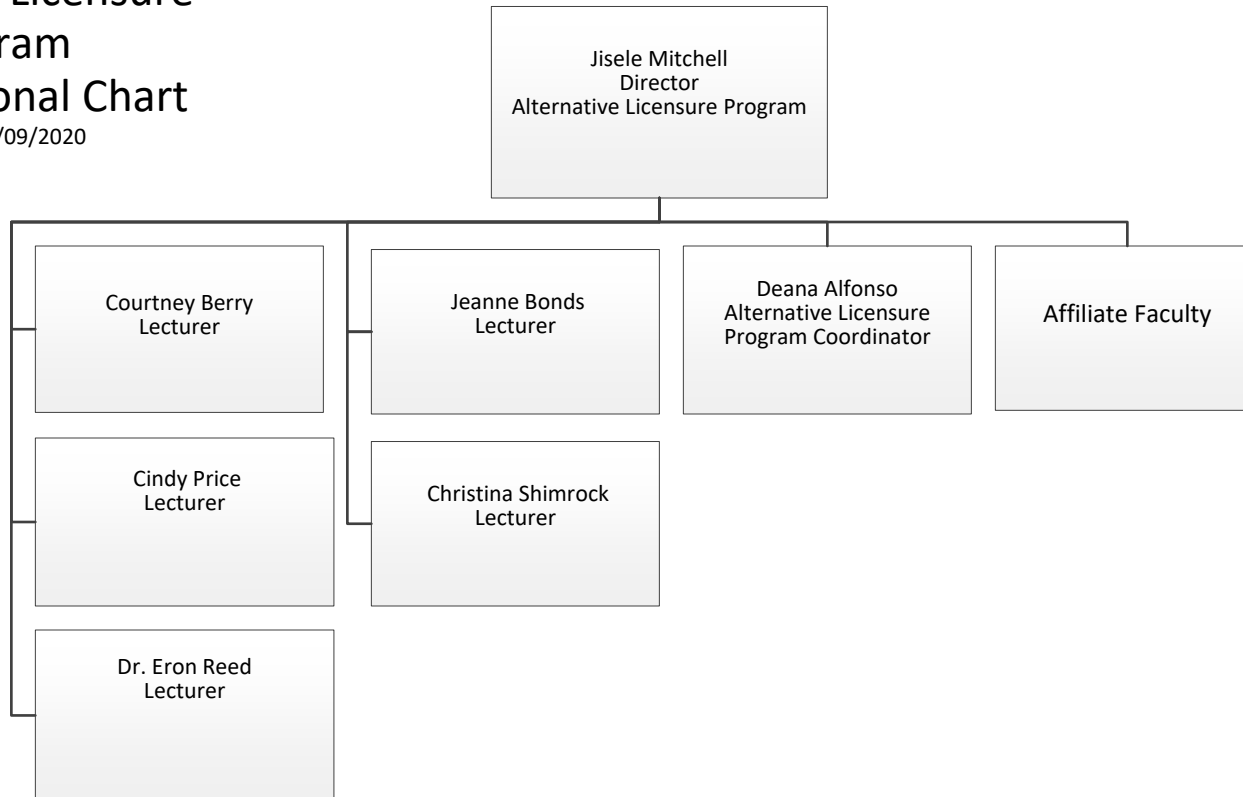 Licensure
ram
onal Chart
/09/2020
Jisele Mitchell
Director
Alternative Licensure Program
Courtney Berry
Lecturer
Jeanne Bonds
Lecturer
Deana Alfonso
Alternative Licensure
Program Coordinator
Affiliate Faculty
Cindy Price
Lecturer
Christina Shimrock
Lecturer
Dr. Eron Reed
Lecturer